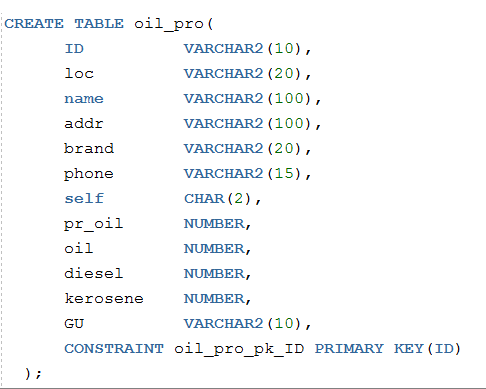 CREATE TABLE oil_pro(
ID VARCHAR2(10),
loc VARCHAR2(20),
name VARCHAR2(100),
addr VARCHAR2(100),
brand VARCHAR2(20),
phone VARCHAR2(15),
self CHAR(2),
pr_oil NUMBER,
oil NUMBER,
diesel NUMBER,
kerosene NUMBER,
GU VARCHAR2(10),
CONSTRAINT oil_pro_pk_ID PRIMARY KEY(ID)
);